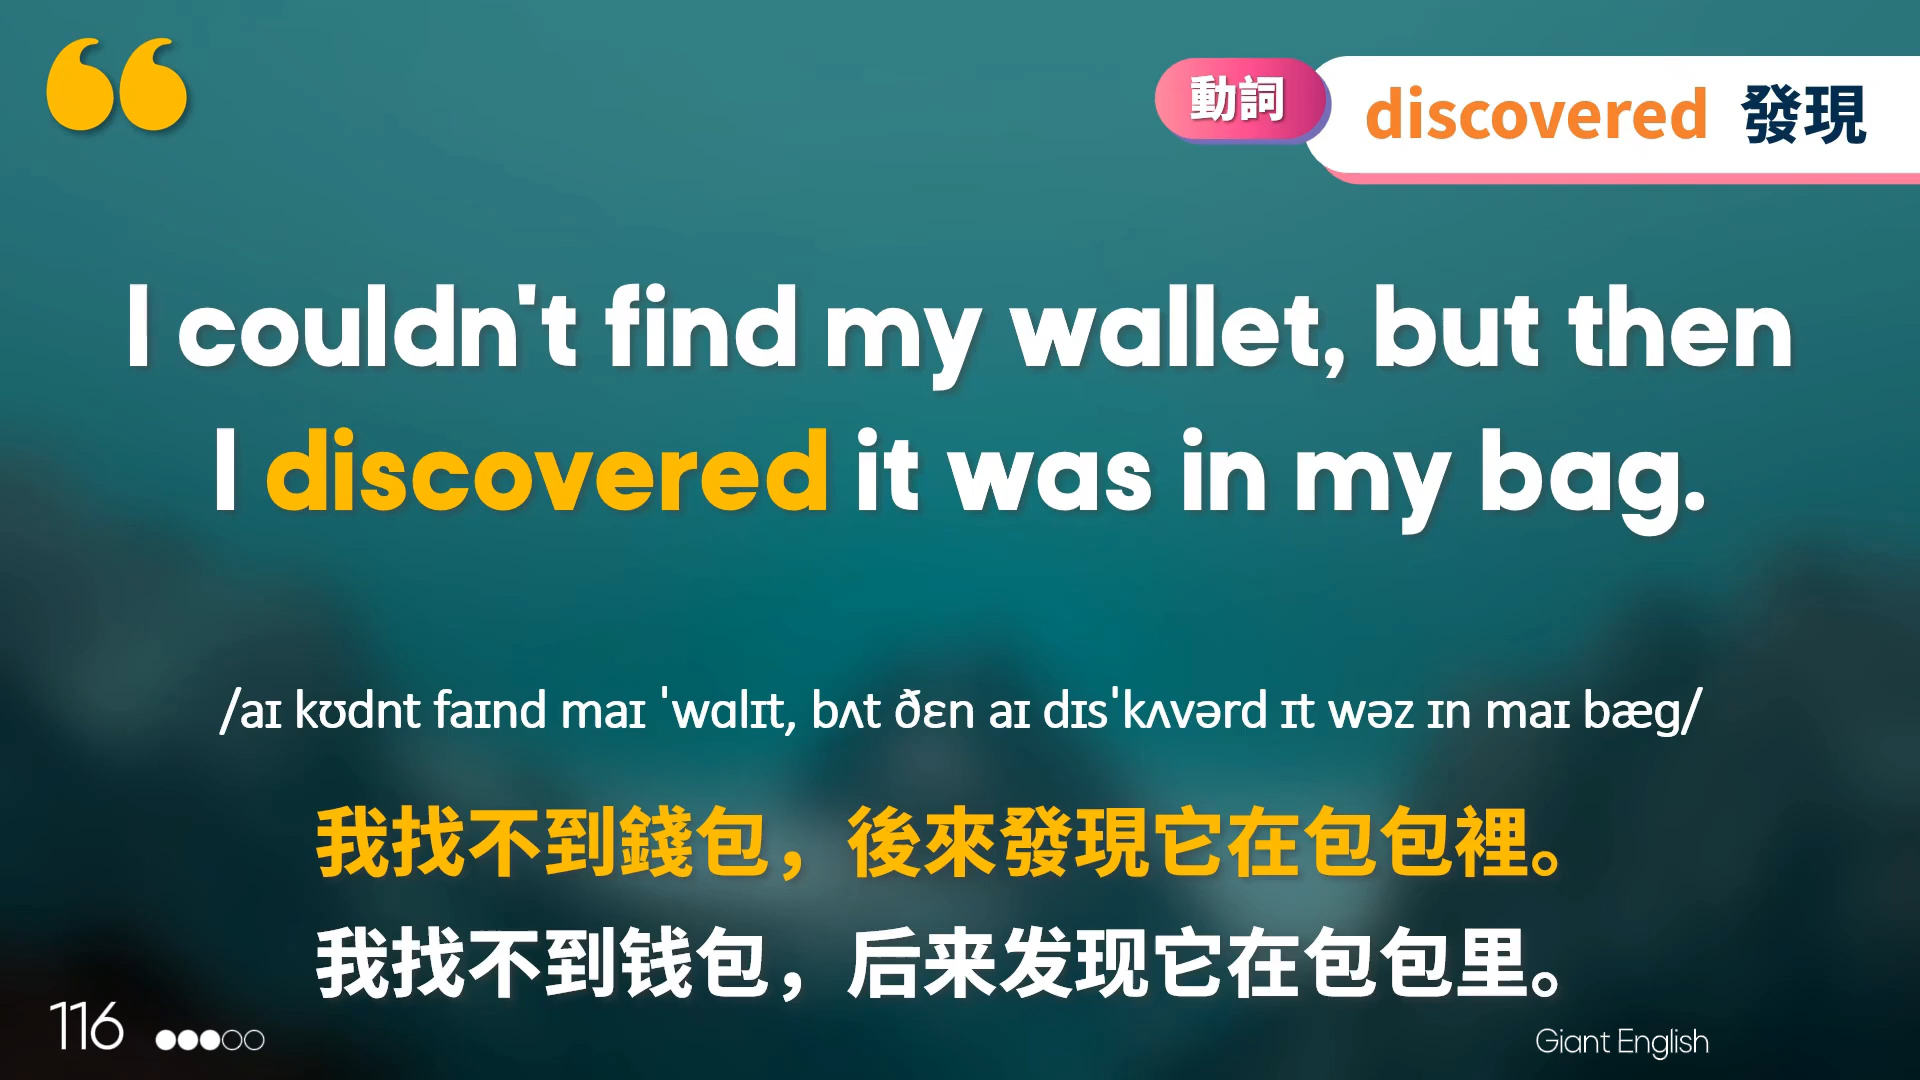 動詞 discovered 發現
I couldn't find my wallet, but then
I discovered it was in my bag.
/aɪ kʊdnt faɪnd maɪ ˈwɑlɪt, bʌt ðɛn aɪ dɪsˈkʌvərd ɪt wəz ɪn maɪ bæg/
我找不到錢包，後來發現它在包包裡。
我找不到钱包，后来发现它在包包里。
116
Giant English